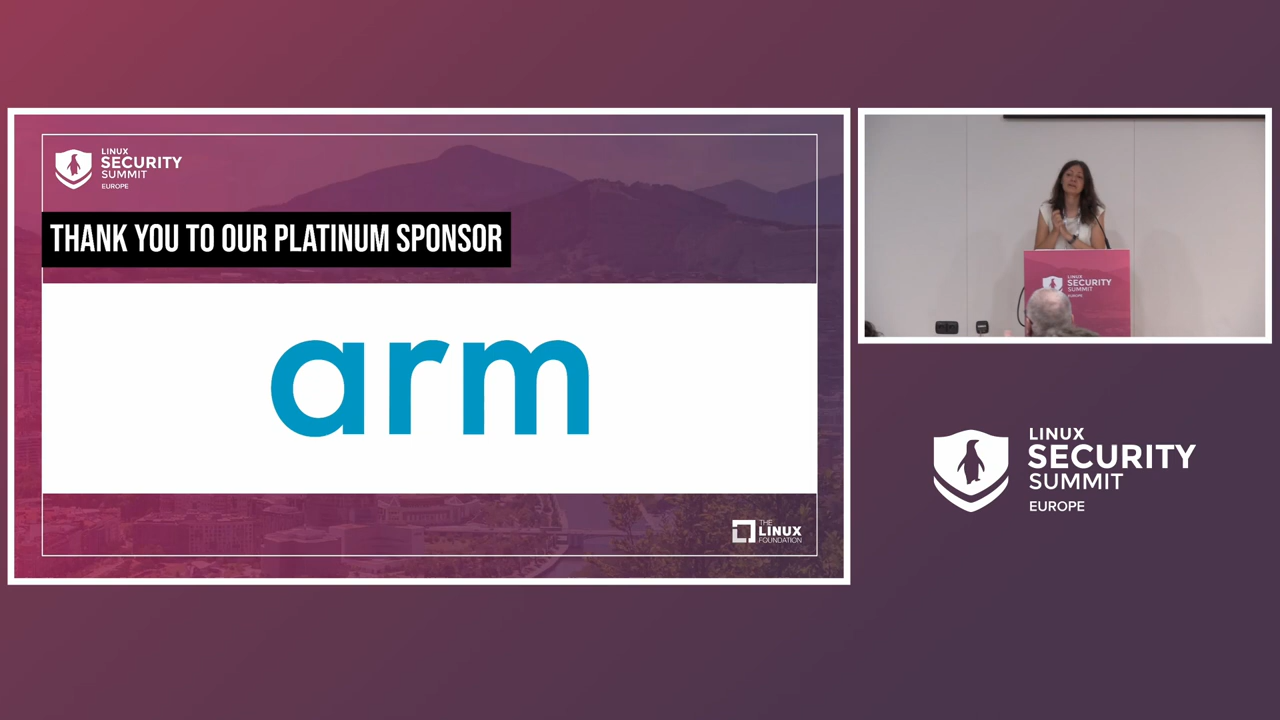 LINUX
SECURITY
SUMMIT
EUROPE
THANK YOU TO OUR PLATINUM SPONSOR
arm
THE
LINUX
FOUNDATION
LINUX
SECURITY
SUMMIT
EUROPE
LINUX
SECURITY
SUMMIT
EUROPE